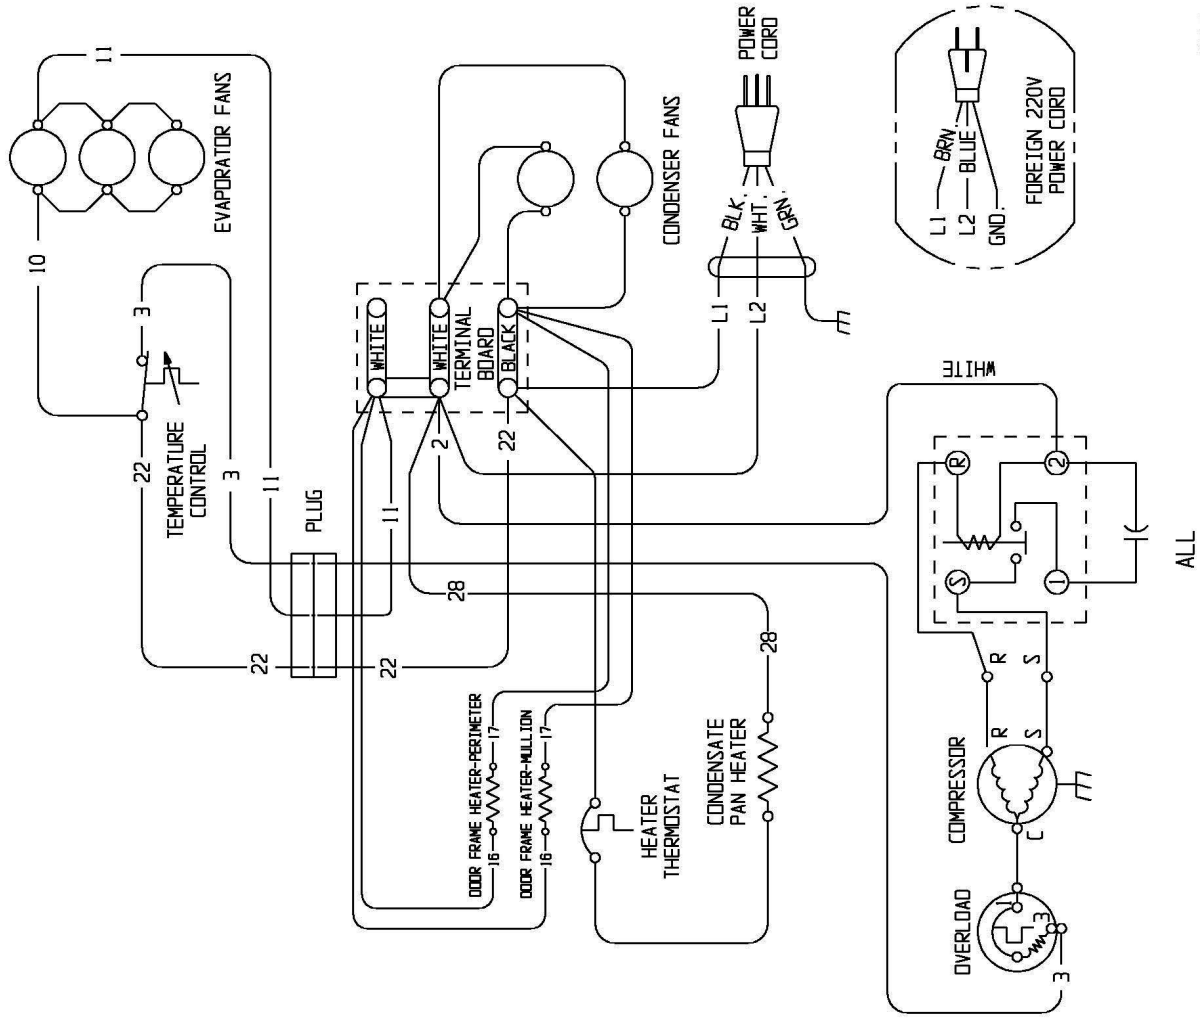 11
EVAPORATOR FANS
10
3
22
TEMPERATURE
CONTROL
3
11
PLUG
22
22
11
28
WHITE
WHITE
TERMINAL
BOARD
BLACK
2
22
CONDENSER FANS
POWER
CORD
BLK.
WHT.
GRN.
L1
L2
BRN.
BLUE
L1
L2
GND.
FOREIGN 220V
POWER CORD
WHITE
R
2
S
1
ALL
R
S
R
S
COMPRESSOR
C
OVERLOAD
1
3
3
DOOR FRAME HEATER-PERIMETER
16
17
DOOR FRAME HEATER-MULLION
16
17
HEATER
THERMOSTAT
CONDENSATE
PAN HEATER
28